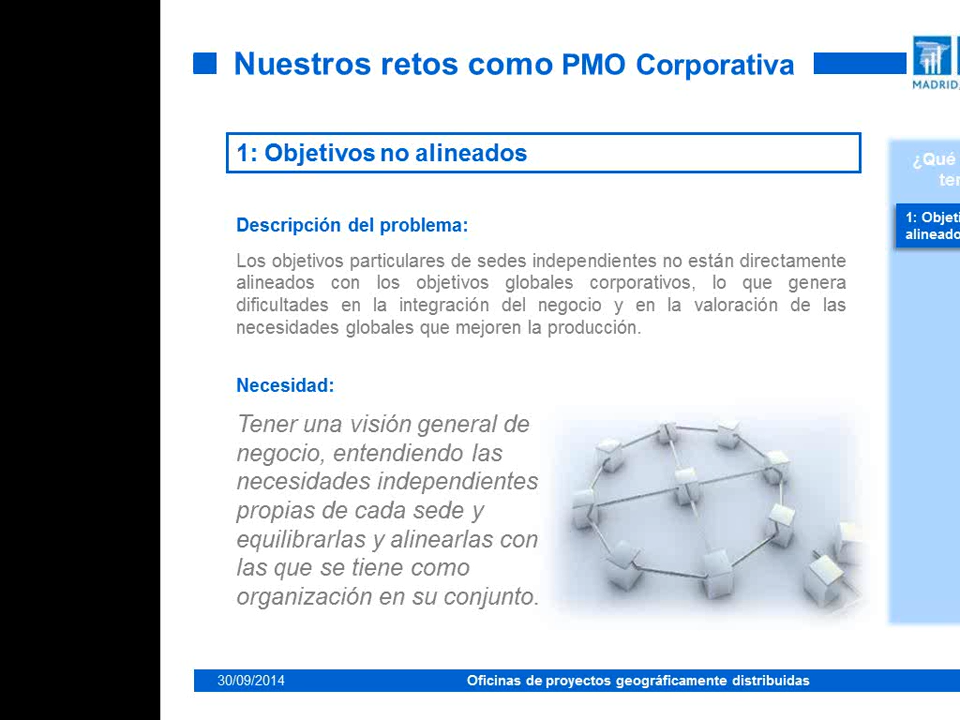 Nuestros retos como PMO Corporativa
MADRID
1: Objetivos no alineados
¿Qué
1: Objeti
alineado
Descripción del problema:
Los objetivos particulares de sedes independientes no están directamente
alineados con los objetivos globales corporativos, lo que genera
dificultades en la integración del negocio y en la valoración de las
necesidades globales que mejoren la producción.
Necesidad:
Tener una visión general de
negocio, entendiendo las
necesidades independientes
propias de cada sede y
equilibrarlas y alinearlas con
las que se tiene como
organización en su conjunto.
30/09/2014
Oficinas de proyectos geográficamente distribuidas